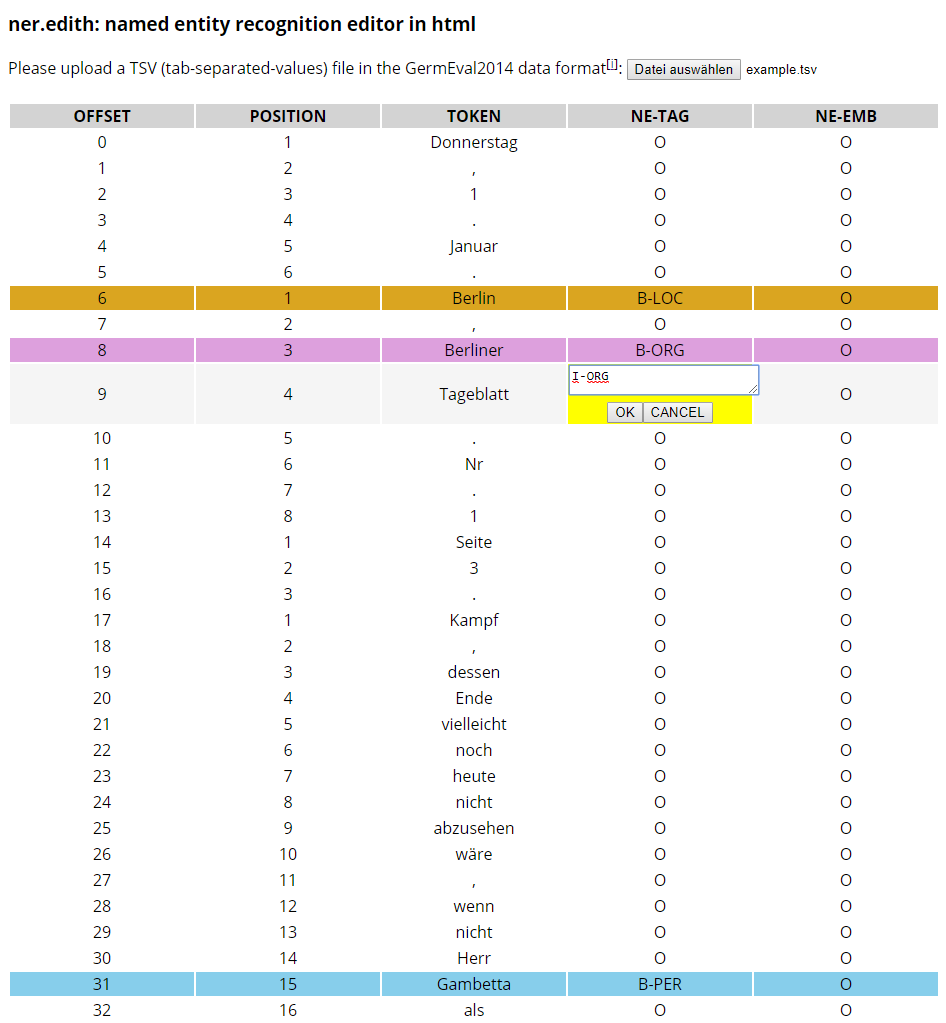 ner.edith: named entity recognition editor in html
Please upload a TSV (tab-separated-values) file in the GermEval2014 data format[i]: Datei auswählen example.tsv
OFFSET POSITION TOKEN NE-TAG NE-EMB
0 1 Donnerstag O O
1 2 , O O
2 3 1 O O
3 4 . O O
4 5 Januar O O
5 6 . O O
6 1 Berlin B-LOC O
7 2 , O O
8 3 Berliner B-ORG O
9 4 Tageblatt I-ORG O
OK CANCEL
10 5 . O O
11 6 Nr O O
12 7 . O O
13 8 1 O O
14 1 Seite O O
15 2 3 O O
16 3 . O O
17 1 Kampf O O
18 2 , O O
19 3 dessen O O
20 4 Ende O O
21 5 vielleicht O O
22 6 noch O O
23 7 heute O O
24 8 nicht O O
25 9 abzusehen O O
26 10 wäre O O
27 11 , O O
28 12 wenn O O
29 13 nicht O O
30 14 Herr O O
31 15 Gambetta B-PER O
32 16 als O O